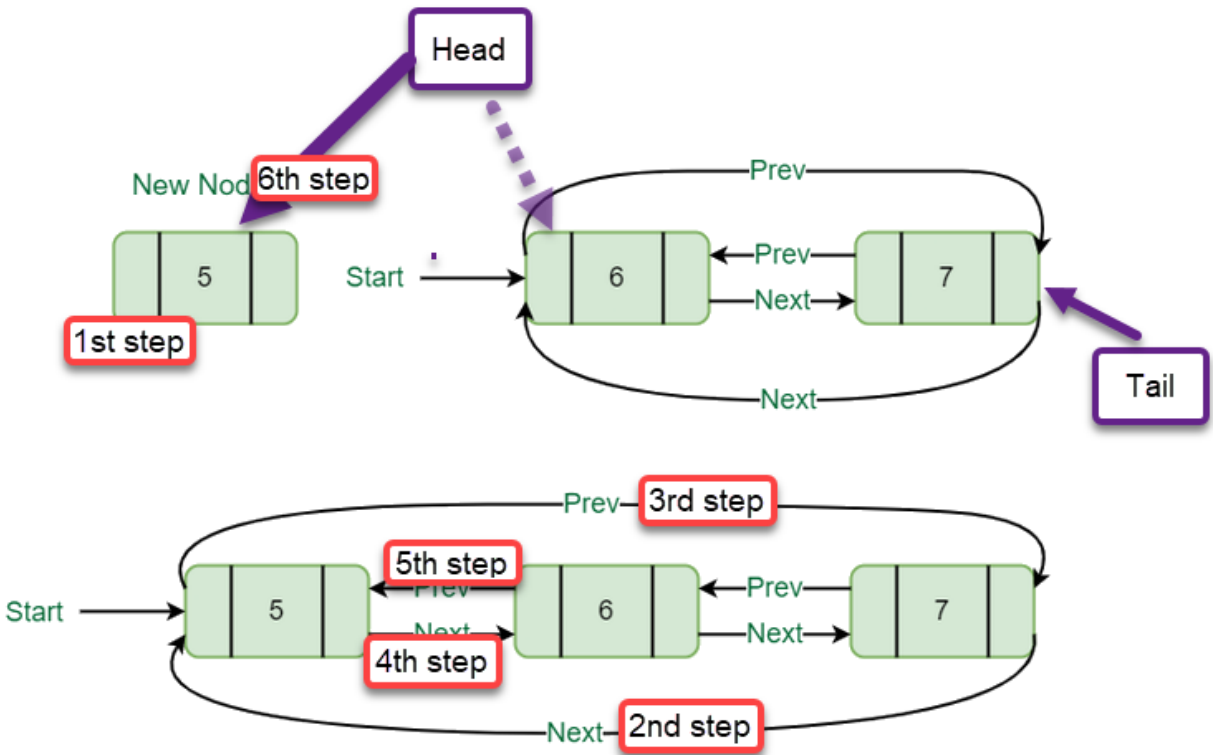 Head
New Nod
6th step
5
1st step
Start
6
Prev
Prev
Next
7
Next
Tail
Prev
3rd step
5th step
Start
5
Prev
Next
4th step
6
Prev
Next
7
Next
2nd step